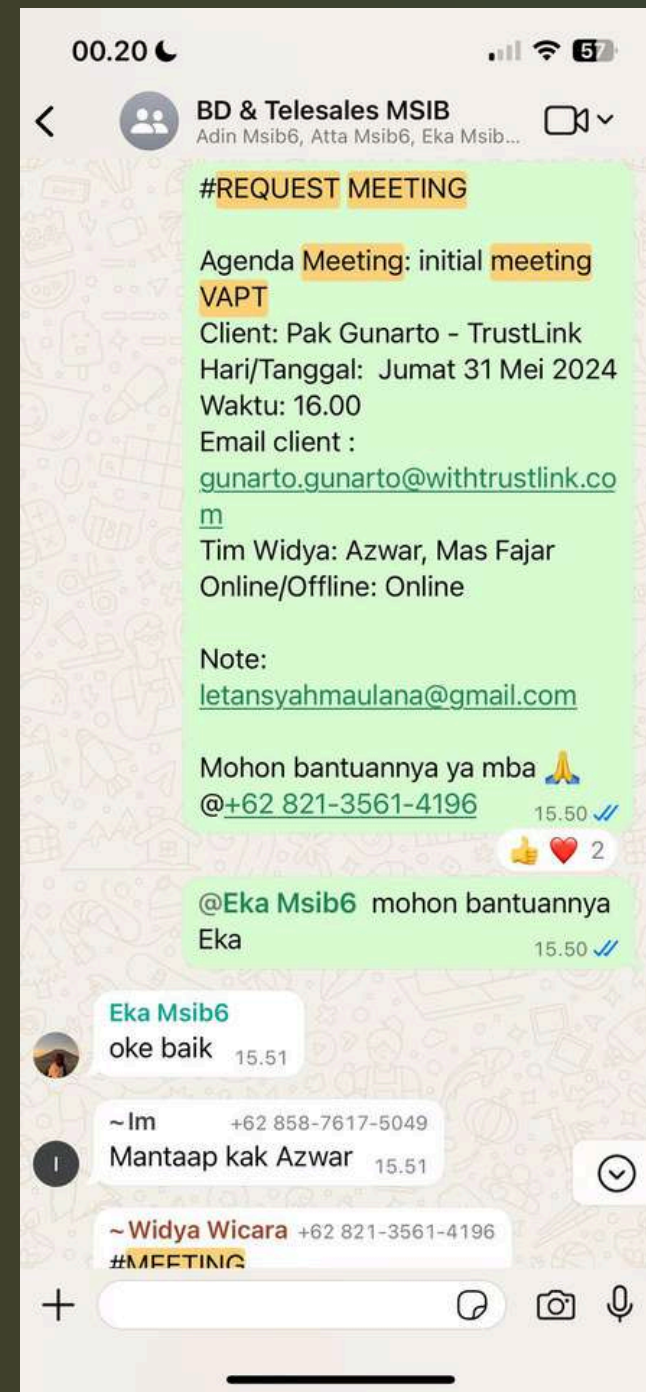 00.20
57
BD & Telesales MSIB
Adin Msib6, Atta Msib6, Eka Msib...
#REQUEST MEETING
Agenda Meeting: initial meeting
VAPT
Client: Pak Gunarto - TrustLink
Hari/Tanggal: Jumat 31 Mei 2024
Waktu: 16.00
Email client :
gunarto.gunarto@withtrustlink.co
m
Tim Widya: Azwar, Mas Fajar
Online/Offline: Online
Note:
letansyahmaulana@gmail.com
Mohon bantuannya ya mba 🙏
@+62 821-3561-4196 15.50
👍 ❤️ 2
@Eka Msib6 mohon bantuannya
Eka 15.50
Eka Msib6
oke baik 15.51
~Im +62 858-7617-5049
I
Mantaap kak Azwar 15.51
~Widya Wicara +62 821-3561-4196
#MEETING